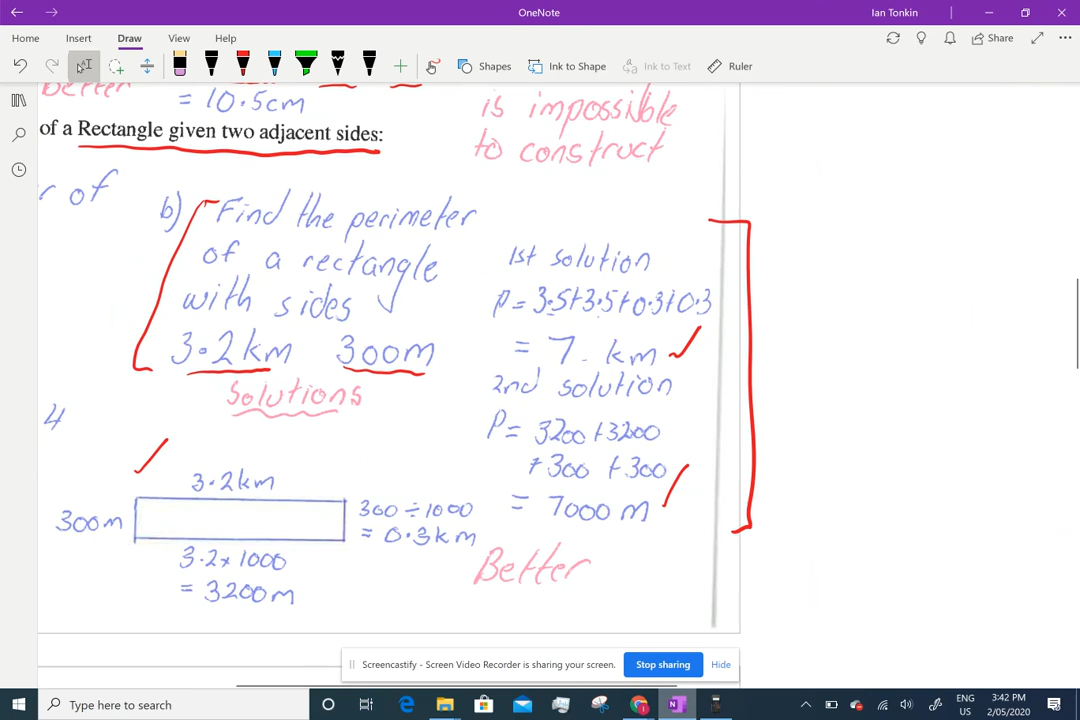 OneNote
Ian Tonkin
Home Insert Draw View Help
Share
Shapes Ink to Shape Ink to Text Ruler
Better
= 10.5cm
is impossible
to construct
of a Rectangle given two adjacent sides:
r of
b) Find the perimeter
of a rectangle
with sides
3.2km 300m
Solutions
1st solution
P= 3.5+3.5+0.3+0.3
= 7. km
2nd solution
P= 3200+3200
+300 +300
= 7000 m
Better
4
3.2km
300m
300÷1000
= 0.3km
3.2x1000
= 3200m
Screencastify - Screen Video Recorder is sharing your screen. Stop sharing Hide
Type here to search
ENG
US
3:42 PM
2/05/2020